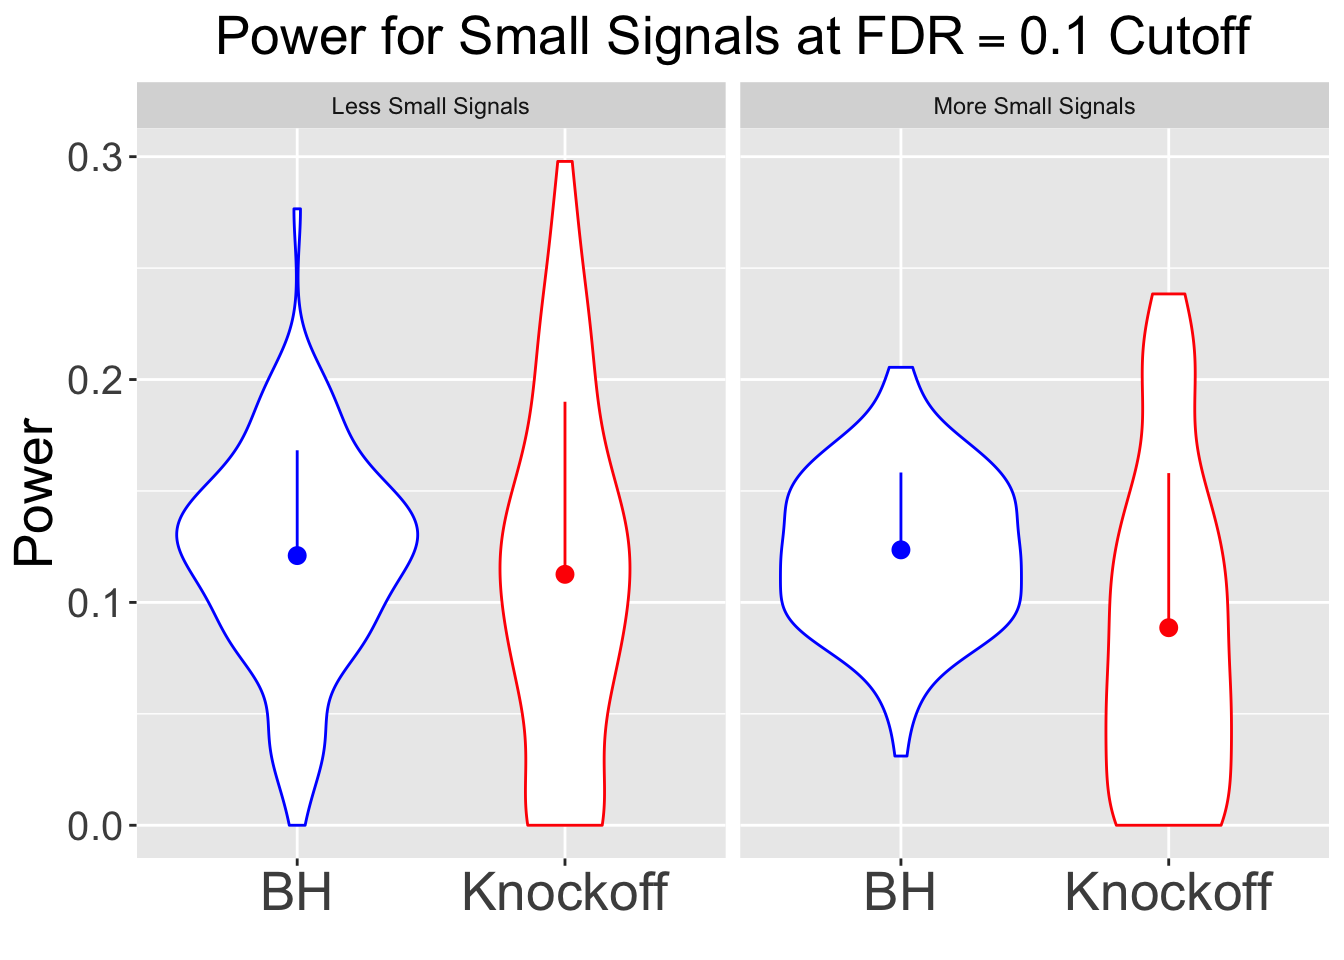 Power for Small Signals at FDR = 0.1 Cutoff
Less Small Signals
More Small Signals
0.3
0.2
0.1
0.0
Power
BH
Knockoff
BH
Knockoff